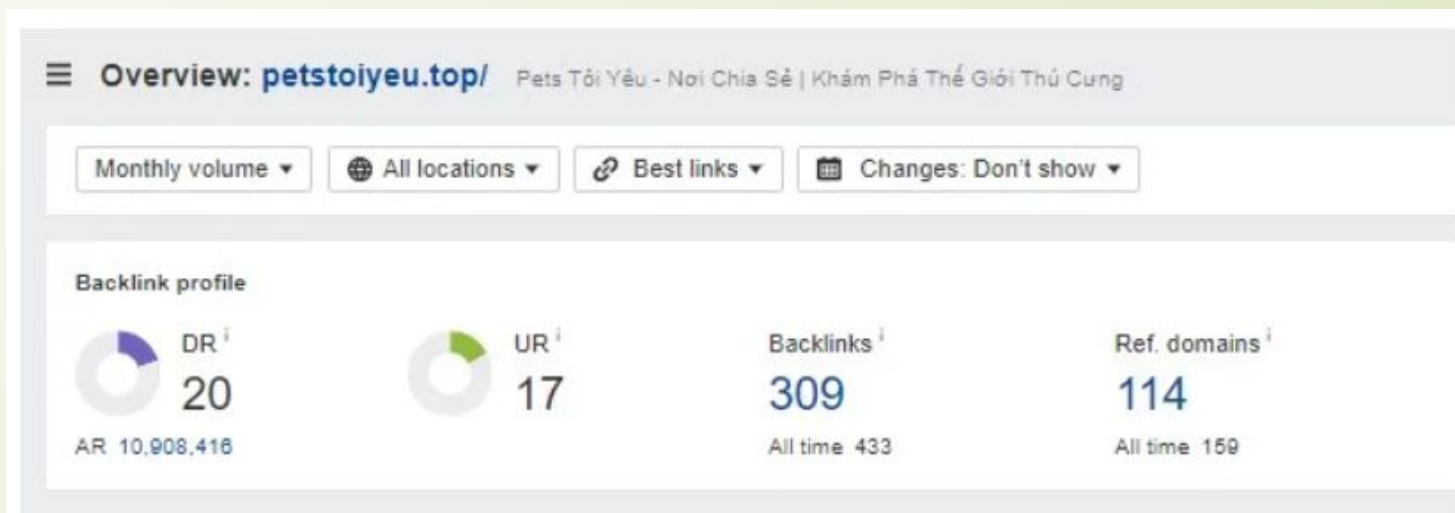 Overview: petstoiyeu.top/ Pets Tôi Yêu - Nơi Chia Sẻ | Khám Phá Thế Giới Thú Cưng
Monthly volume All locations Best links Changes: Don't show
Backlink profile
DR UR Backlinks Ref. domains
20 17 309 114
AR 10,908,416 All time 433 All time 159